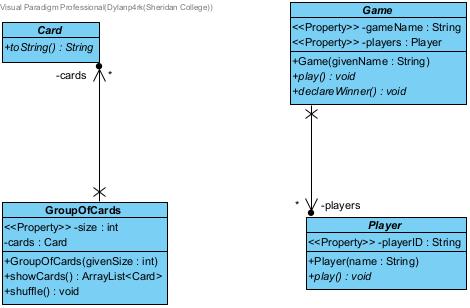 Visual Paradigm Professional(Dylanp4rk(Sheridan College))
Card
+toString() : String
-cards
*
GroupOfCards
<<Property>> -size : int
-cards : Card
+GroupOfCards(givenSize : int)
+showCards() : ArrayList<Card>
+shuffle() : void
Game
<<Property>> -gameName : String
<<Property>> -players : Player
+Game(givenName : String)
+play() : void
+declareWinner() : void
*
-players
Player
<<Property>> -playerID : String
+Player(name : String)
+play() : void